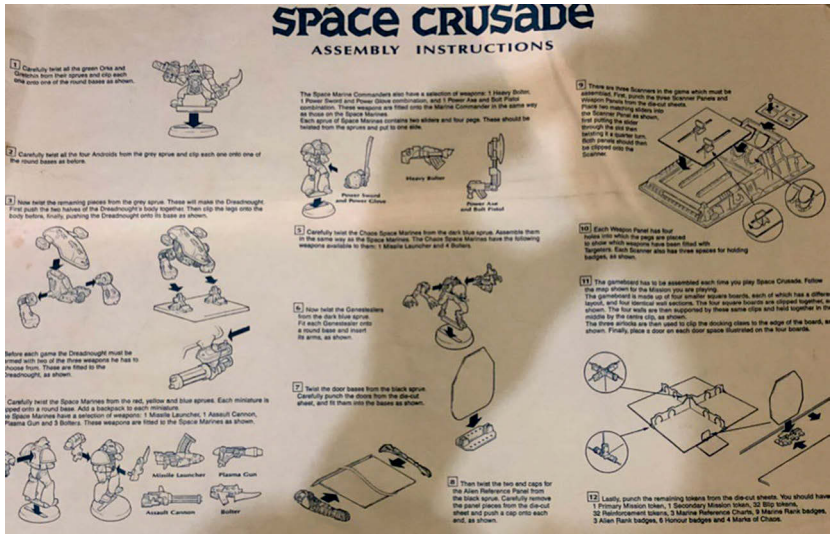 SPACE CRUSADE
ASSEMBLY INSTRUCTIONS
1 Carefully twist all the green Orks and
Gretchin from their sprues and clip each
one onto one of the round bases as shown.
2 Carefully twist all the four Androids from the grey sprue and clip each one onto one of
the round bases as before.
3 Now twist the remaining pieces from the grey sprue. These will make the Dreadnought.
First push the two halves of the Dreadnought's body together. Then clip the legs onto the
body before, finally, pushing the Dreadnought onto its base as shown.
Before each game the Dreadnought must be
armed with two of the three weapons he has to
choose from. These are fitted to the
Dreadnought, as shown.
Carefully twist the Space Marines from the red, yellow and blue sprues. Each miniature is
clipped onto a round base. Add a backpack to each miniature.
The Space Marines have a selection of weapons: 1 Missile Launcher, 1 Assault Cannon,
Plasma Gun and 3 Bolters. These weapons are fitted to the Space Marines as shown.
Missile Launcher
Plasma Gun
Assault Cannon
Bolter
The Space Marine Commanders also have a selection of weapons: 1 Heavy Bolter,
1 Power Sword and Power Glove combination, and 1 Power Axe and Bolt Pistol
combination. These weapons are fitted onto the Marine Commander in the same way
as those on the Space Marines.
Each sprue of Space Marines contains two sliders and four pegs. These should be
twisted from the sprues and put to one side.
Power Sword
and Power Glove
Heavy Bolter
Power Axe
and Bolt Pistol
5 Carefully twist the Chaos Space Marines from the dark blue sprue. Assemble them
in the same way as the Space Marines. The Chaos Space Marines have the following
weapons available to them: 1 Missile Launcher and 4 Bolters.
6 Now twist the Genestealers
from the dark blue sprue.
Fit each Genestealer onto
a round base and insert
its arms, as shown.
7 Twist the door bases from the black sprue.
Carefully punch the doors from the die-cut
sheet, and fit them into the bases as shown.
8 Then twist the two end caps for
the Alien Reference Panel from
the black sprue. Carefully remove
the panel pieces from the die-cut
sheet and push a cap onto each
end, as shown.
9 There are three Scanners in the game which must be
assembled. First, punch the three Scanner Panels and
Weapon Panels from the die-cut sheets.
Place two matching sliders into
the Scanner Panel as shown,
first putting the slider
through the slot then
twisting it a quarter turn.
Both panels should then
be clipped onto the
Scanner.
10 Each Weapon Panel has four
holes into which the pegs are placed
to show which weapons have been fitted with
Targeters. Each Scanner also has three spaces for holding
badges, as shown.
11 The gameboard has to be assembled each time you play Space Crusade. Follow
the map shown for the Mission you are playing.
The gameboard is made up of four smaller square boards, each of which has a differe
layout, and four identical wall sections. The four square boards are clipped together, a
shown. The four walls are then supported by these same clips and held together in the
middle by the centre clip, as shown.
The three airlocks are then used to clip the docking claws to the edge of the board, as
shown. Finally, place a door on each door space illustrated on the four boards.
12 Lastly, punch the remaining tokens from the die-cut sheets. You should have
1 Primary Mission token, 1 Secondary Mission token, 32 Blip tokens,
32 Reinforcement tokens, 3 Marine Reference Charts, 9 Marine Rank badges,
3 Alien Rank badges, 6 Honour badges and 4 Marks of Chaos.